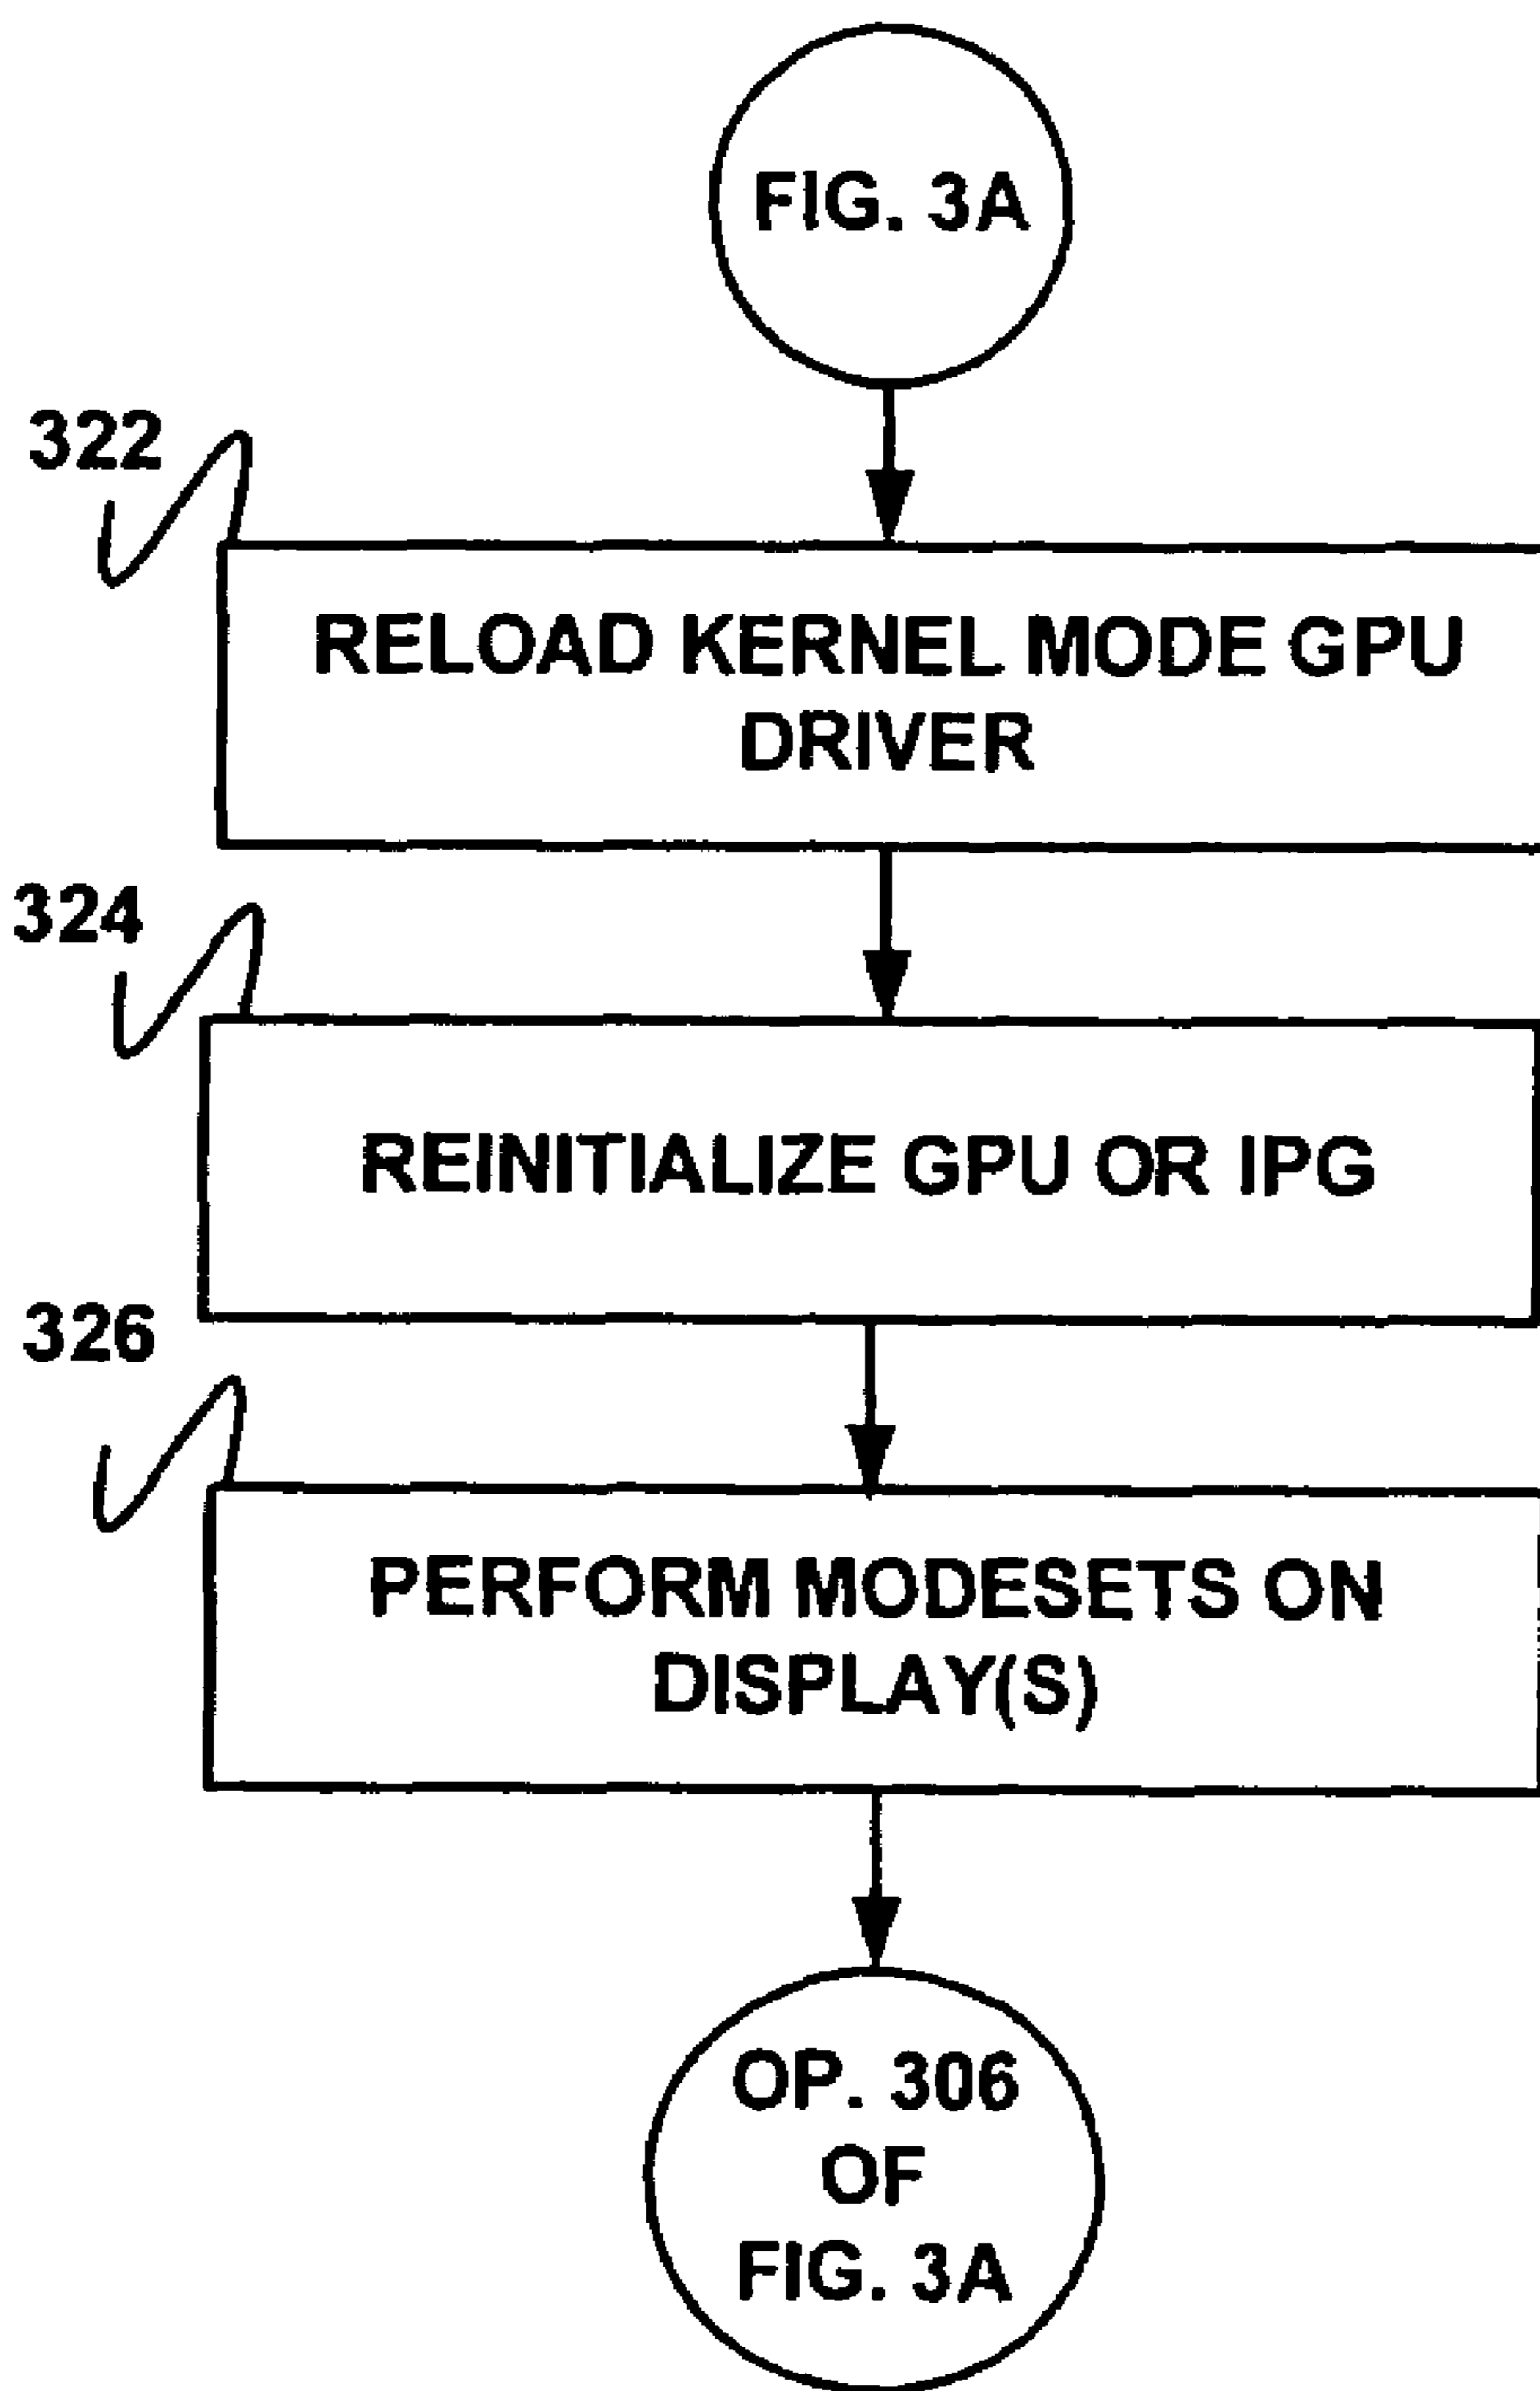 FIG. 3A
322
RELOAD KERNEL MODE GPU
DRIVER
324
REINITIALIZE GPU OR IPG
326
PERFORM MODESETS ON
DISPLAY(S)
OP. 306
OF
FIG. 3A